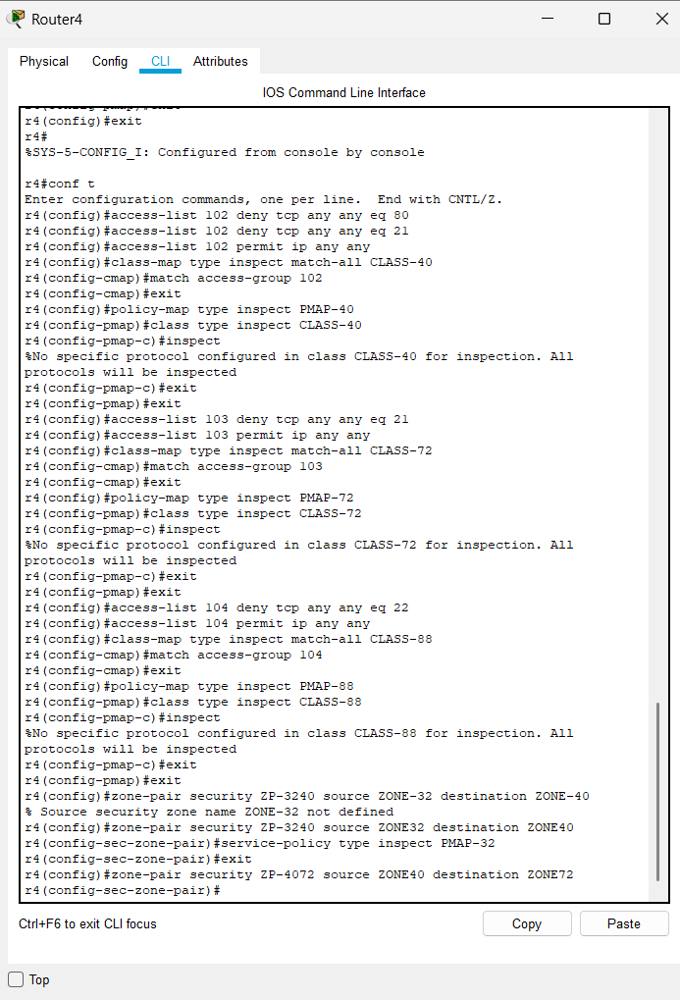 Router4
Physical Config CLI Attributes
IOS Command Line Interface
r4(config)#exit
r4#
%SYS-5-CONFIG_I: Configured from console by console
r4#conf t
Enter configuration commands, one per line.  End with CNTL/Z.
r4(config)#access-list 102 deny tcp any any eq 80
r4(config)#access-list 102 deny tcp any any eq 21
r4(config)#access-list 102 permit ip any any
r4(config)#class-map type inspect match-all CLASS-40
r4(config-cmap)#match access-group 102
r4(config-cmap)#exit
r4(config)#policy-map type inspect PMAP-40
r4(config-pmap)#class type inspect CLASS-40
r4(config-pmap-c)#inspect
%No specific protocol configured in class CLASS-40 for inspection. All
protocols will be inspected
r4(config-pmap-c)#exit
r4(config-pmap)#exit
r4(config)#access-list 103 deny tcp any any eq 21
r4(config)#access-list 103 permit ip any any
r4(config)#class-map type inspect match-all CLASS-72
r4(config-cmap)#match access-group 103
r4(config-cmap)#exit
r4(config)#policy-map type inspect PMAP-72
r4(config-pmap)#class type inspect CLASS-72
r4(config-pmap-c)#inspect
%No specific protocol configured in class CLASS-72 for inspection. All
protocols will be inspected
r4(config-pmap-c)#exit
r4(config-pmap)#exit
r4(config)#access-list 104 deny tcp any any eq 22
r4(config)#access-list 104 permit ip any any
r4(config)#class-map type inspect match-all CLASS-88
r4(config-cmap)#match access-group 104
r4(config-cmap)#exit
r4(config)#policy-map type inspect PMAP-88
r4(config-pmap)#class type inspect CLASS-88
r4(config-pmap-c)#inspect
%No specific protocol configured in class CLASS-88 for inspection. All
protocols will be inspected
r4(config-pmap-c)#exit
r4(config-pmap)#exit
r4(config)#zone-pair security ZP-3240 source ZONE-32 destination ZONE-40
% Source security zone name ZONE-32 not defined
r4(config)#zone-pair security ZP-3240 source ZONE32 destination ZONE40
r4(config-sec-zone-pair)#service-policy type inspect PMAP-32
r4(config-sec-zone-pair)#exit
r4(config)#zone-pair security ZP-4072 source ZONE40 destination ZONE72
r4(config-sec-zone-pair)#
Ctrl+F6 to exit CLI focus
Copy
Paste
Top